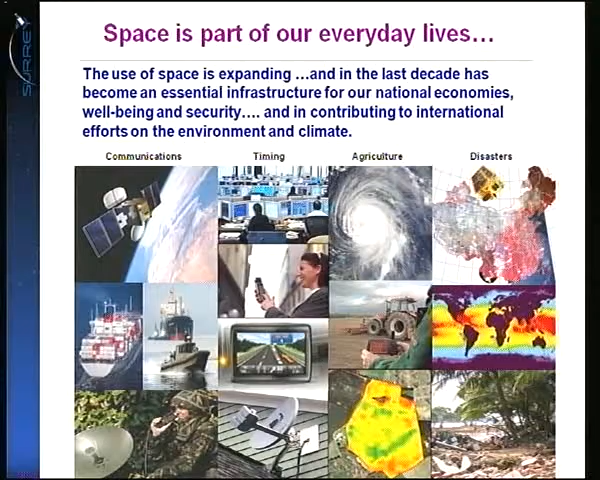 SURREY
Space is part of our everyday lives…
The use of space is expanding …and in the last decade has
become an essential infrastructure for our national economies,
well-being and security…. and in contributing to international
efforts on the environment and climate.
Communications Timing Agriculture Disasters